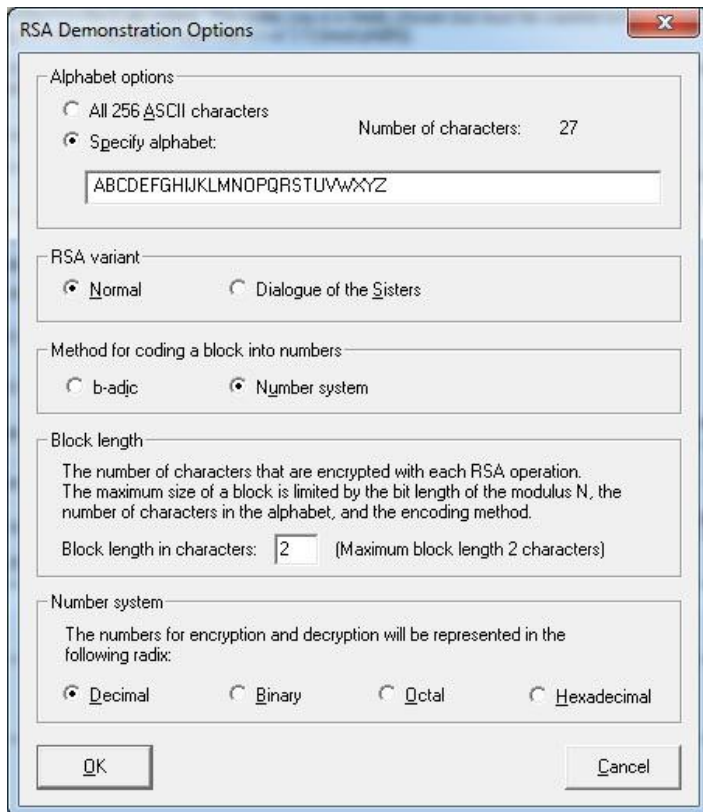 RSA Demonstration Options
Alphabet options
All 256 ASCII characters
Specify alphabet:
Number of characters: 27
ABCDEFGHIJKLMNOPQRSTUVWXYZ
RSA variant
Normal
Dialogue of the Sisters
Method for coding a block into numbers
b-adic
Number system
Block length
The number of characters that are encrypted with each RSA operation.
The maximum size of a block is limited by the bit length of the modulus N, the
number of characters in the alphabet, and the encoding method.
Block length in characters: 2 (Maximum block length 2 characters)
Number system
The numbers for encryption and decryption will be represented in the
following radix:
Decimal
Binary
Octal
Hexadecimal
OK
Cancel